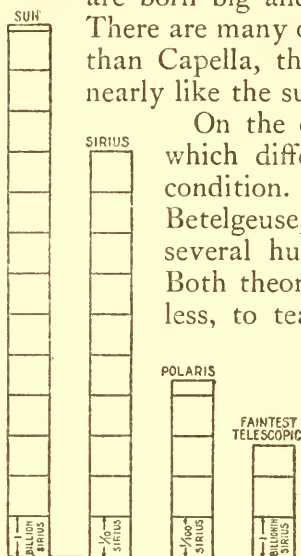 are born big and
There are many
than Capella, th
nearly like the su
On the
which diffe
condition.
Betelgeuse,
several hu
Both theor
less, to tea
SUN
SIRIUS
POLARIS
FAINTEST
TELESCOPIC
1
BILLION
SIRIUS
1/10
SIRIUS
1/100
SIRIUS
1
BILLIONTH
SIRIUS